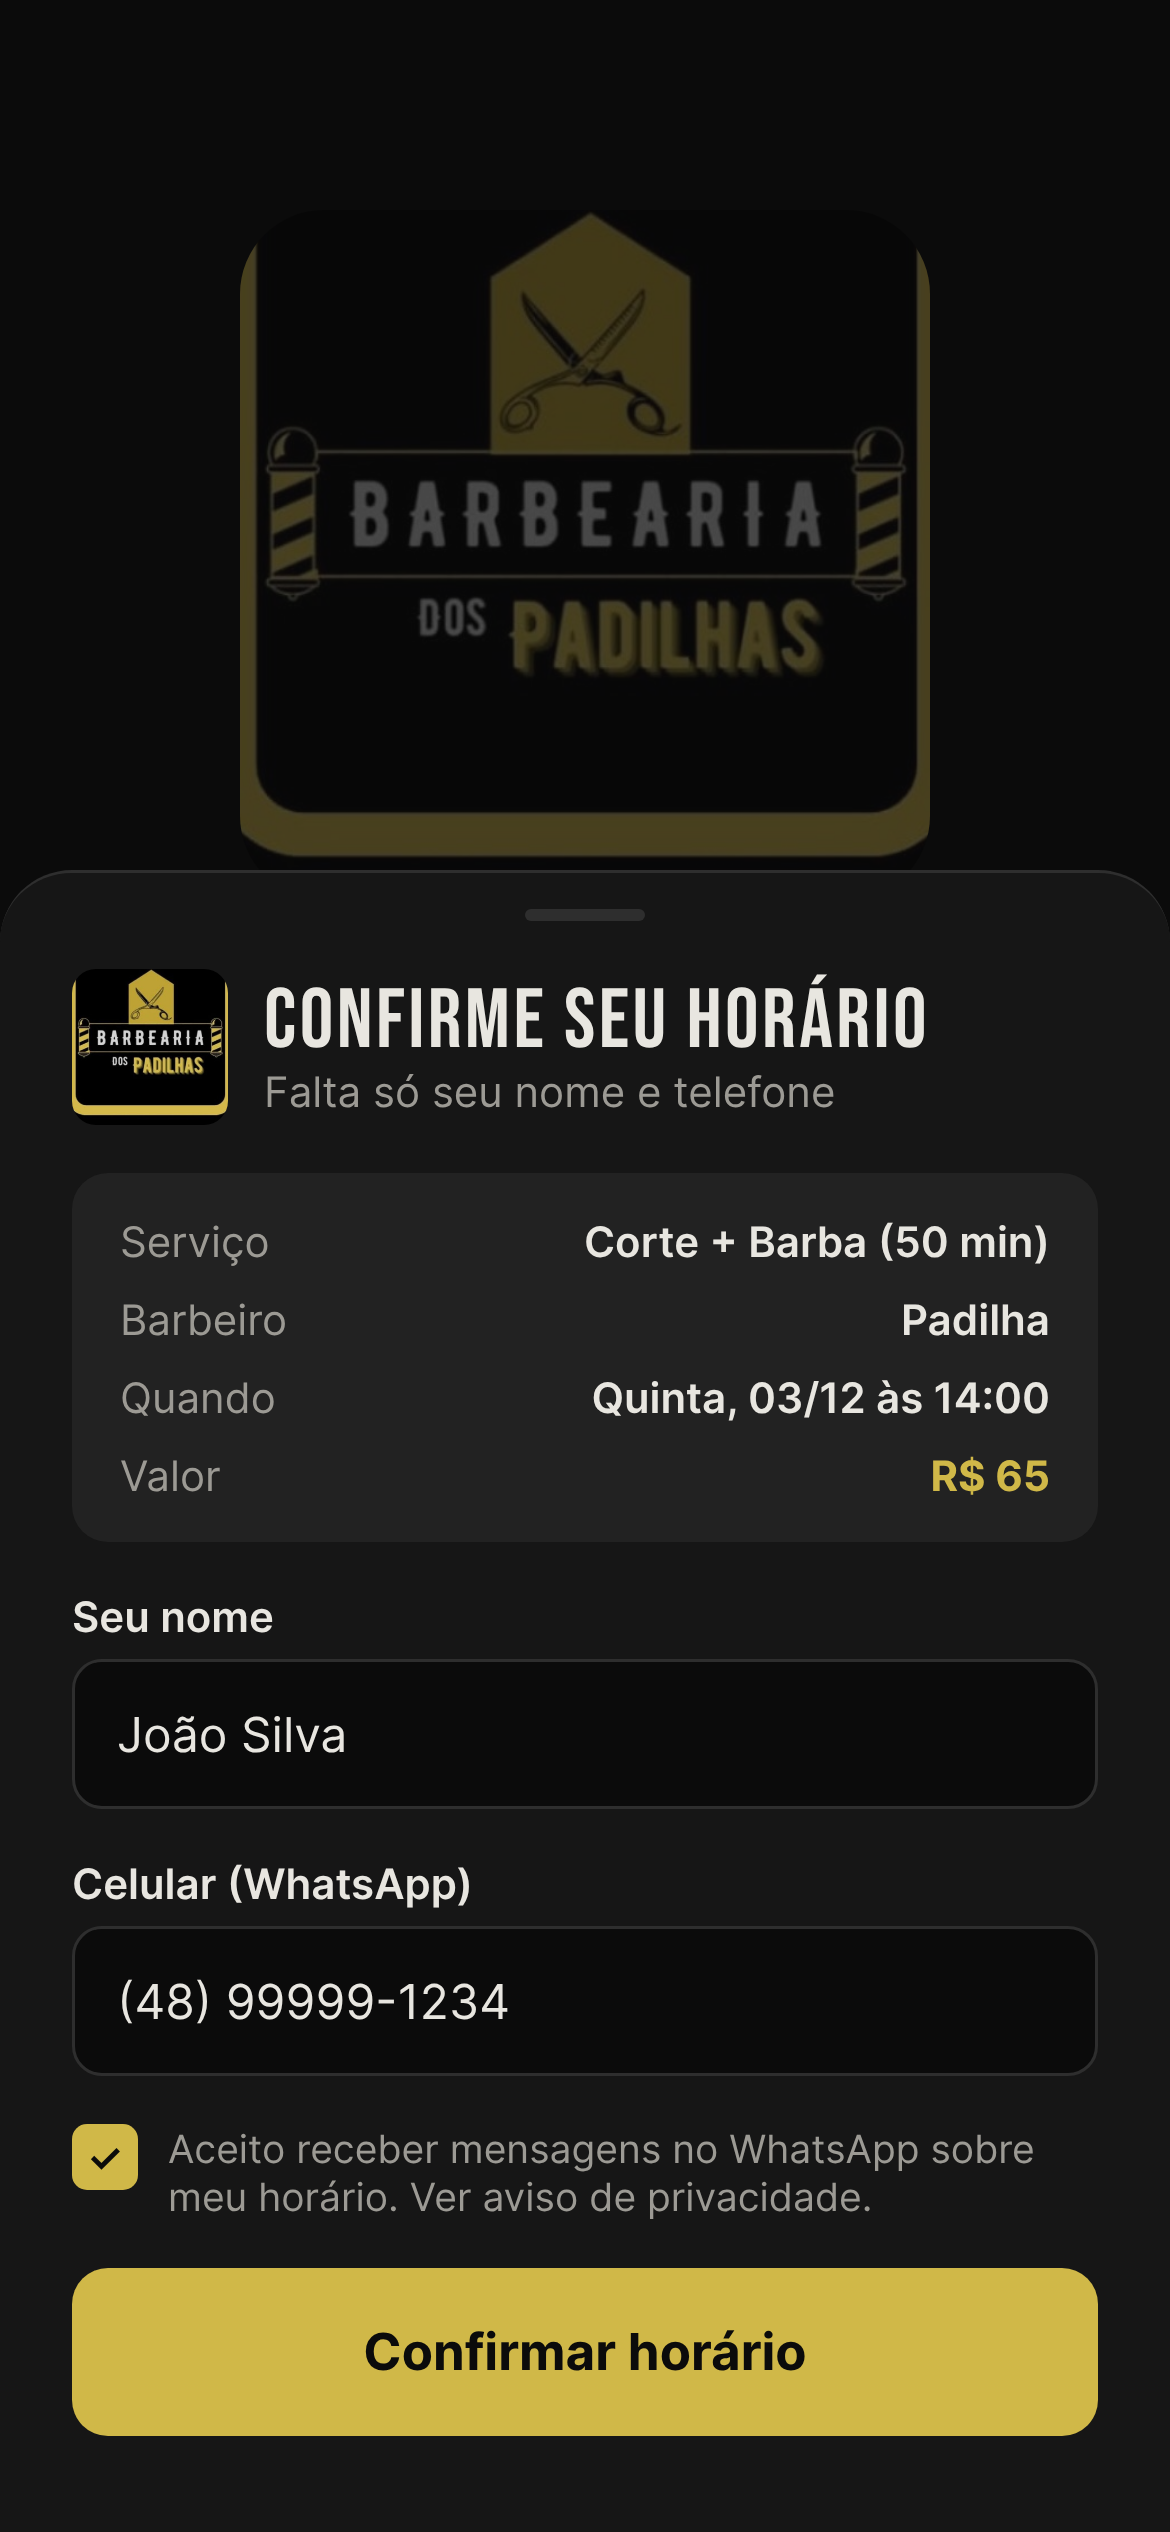 BARBEARIA
DOS PADILHAS
BARBEARIA
DOS PADILHAS
CONFIRME SEU HORÁRIO
Falta só seu nome e telefone
Serviço Corte + Barba (50 min)
Barbeiro Padilha
Quando Quinta, 03/12 às 14:00
Valor R$ 65
Seu nome
João Silva
Celular (WhatsApp)
(48) 99999-1234
Aceito receber mensagens no WhatsApp sobre
meu horário. Ver aviso de privacidade.
Confirmar horário